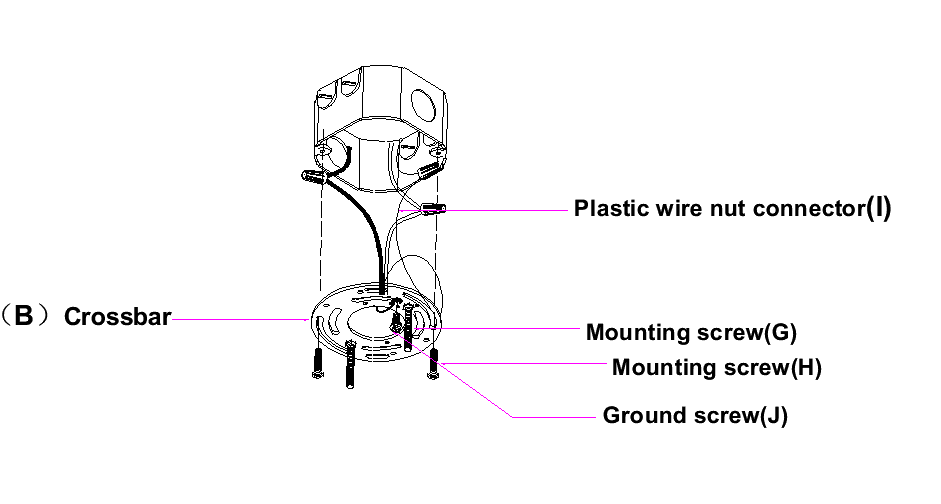 Plastic wire nut connector(I)
（B）Crossbar
Mounting screw(G)
Mounting screw(H)
Ground screw(J)